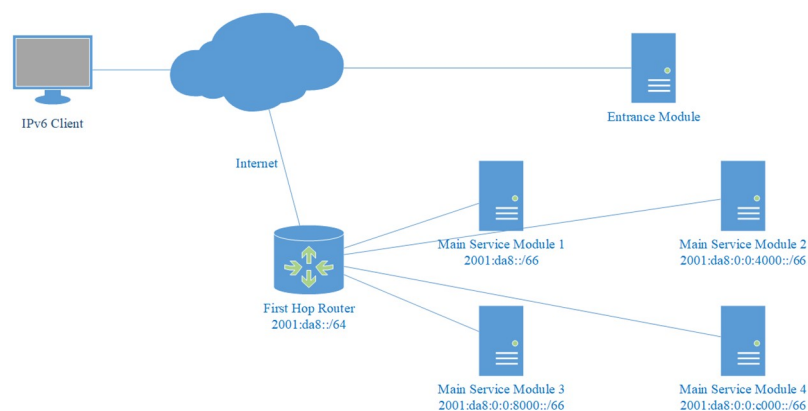 IPv6 Client
Entrance Module
Internet
Main Service Module 1
2001:da8::/66
Main Service Module 2
2001:da8:0:0:4000::/66
First Hop Router
2001:da8::/64
Main Service Module 3
2001:da8:0:0:8000::/66
Main Service Module 4
2001:da8:0:0:c000::/66